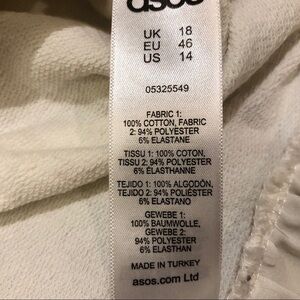 asos
UK 18
EU 46
US 14
05325549
FABRIC 1:
100% COTTON, FABRIC
2: 94% POLYESTER
6% ELASTANE
TISSU 1: 100% COTON,
TISSU 2: 94% POLYESTER
6% ELASTHANNE
TEJIDO 1: 100% ALGODÓN,
TEJIDO 2: 94% POLIÉSTER
6% ELASTANO
GEWEBE 1:
100% BAUMWOLLE,
GEWEBE 2:
94% POLYESTER
6% ELASTHAN
MADE IN TURKEY
asos.com Ltd